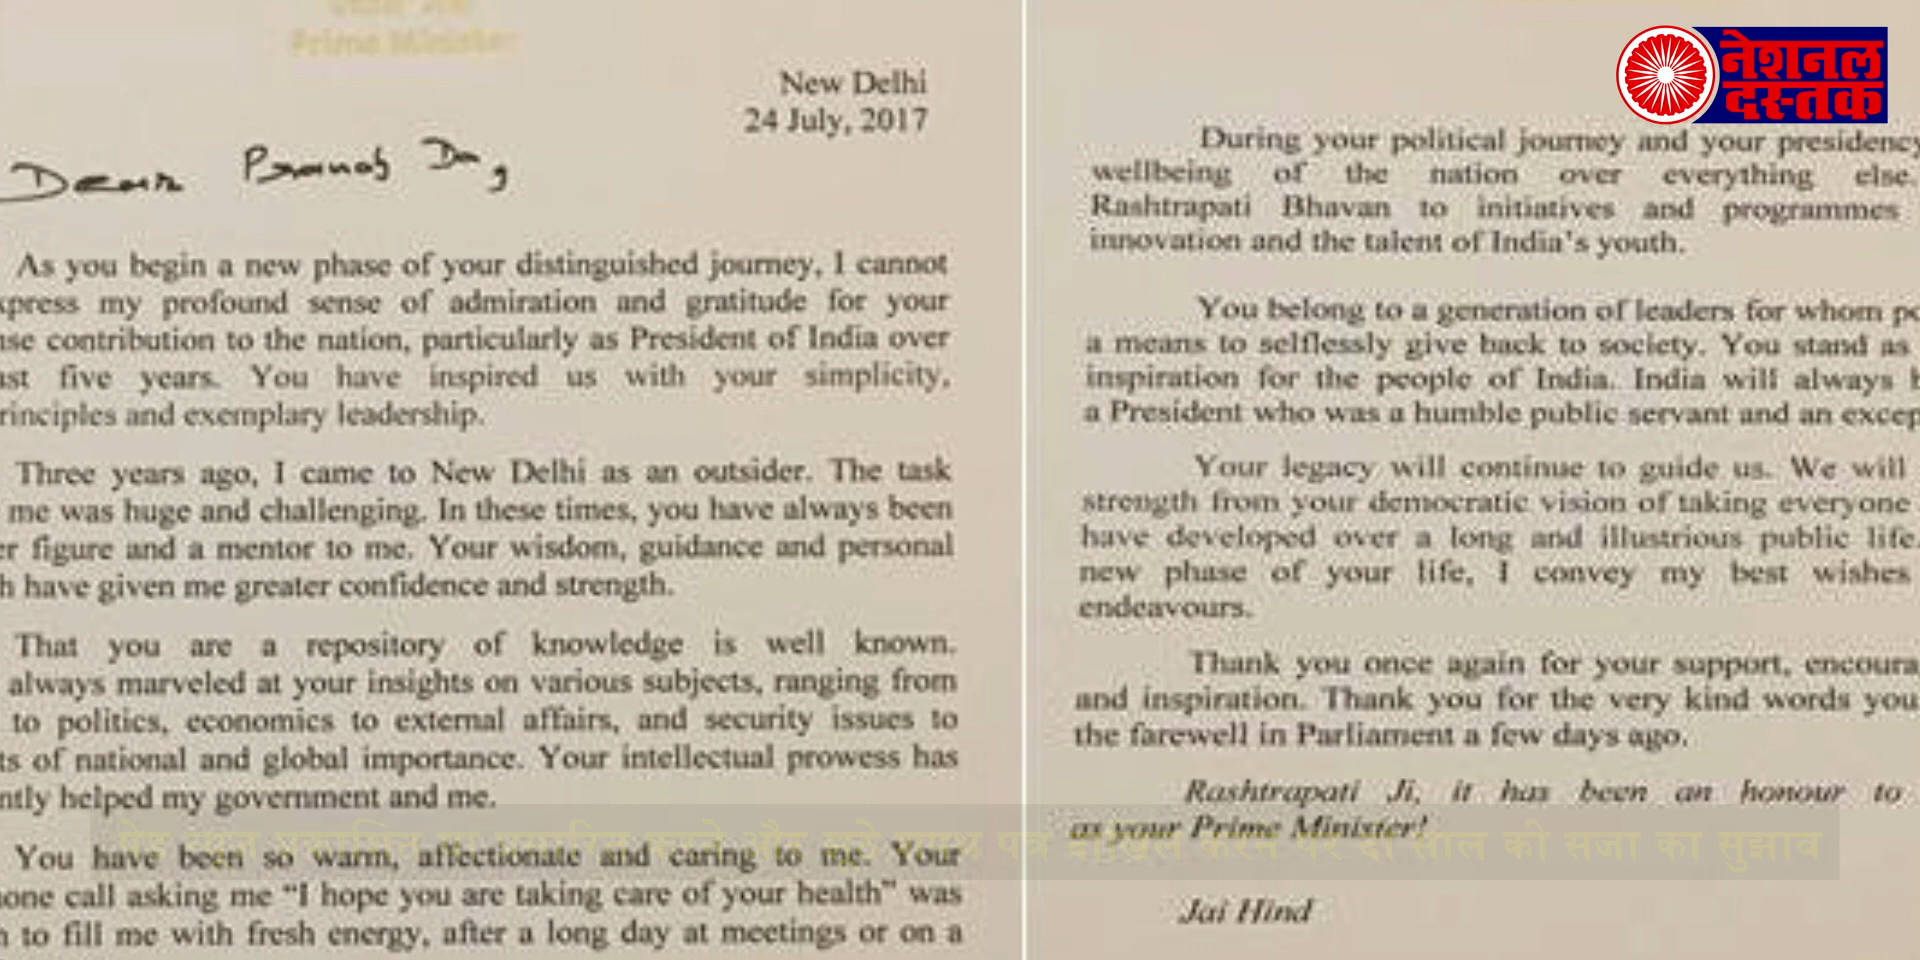 Prime Minister
New Delhi
24 July, 2017
Dear Pranab Da,
As you begin a new phase of your distinguished journey, I cannot
xpress my profound sense of admiration and gratitude for your
nse contribution to the nation, particularly as President of India over
ast five years. You have inspired us with your simplicity,
rinciples and exemplary leadership.
Three years ago, I came to New Delhi as an outsider. The task
me was huge and challenging. In these times, you have always been
er figure and a mentor to me. Your wisdom, guidance and personal
h have given me greater confidence and strength.
That you are a repository of knowledge is well known.
always marveled at your insights on various subjects, ranging from
to politics, economics to external affairs, and security issues to
ts of national and global importance. Your intellectual prowess has
ntly helped my government and me.
You have been so warm, affectionate and caring to me. Your
one call asking me “I hope you are taking care of your health” was
h to fill me with fresh energy, after a long day at meetings or on a
नेशनल
दस्तक
During your political journey and your presidency
wellbeing of the nation over everything else.
Rashtrapati Bhavan to initiatives and programmes
innovation and the talent of India’s youth.
You belong to a generation of leaders for whom po
a means to selflessly give back to society. You stand as
inspiration for the people of India. India will always b
a President who was a humble public servant and an excep
Your legacy will continue to guide us. We will
strength from your democratic vision of taking everyone
have developed over a long and illustrious public life.
new phase of your life, I convey my best wishes
endeavours.
Thank you once again for your support, encoura
and inspiration. Thank you for the very kind words you
the farewell in Parliament a few days ago.
Rashtrapati Ji, it has been an honour to
as your Prime Minister!
पत्र दाखिल करने पर दो साल की सजा का सुझाव
Jai Hind